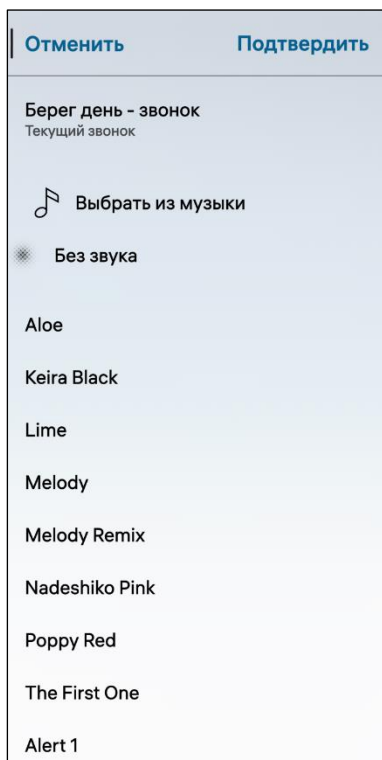 Отменить Подтвердить
Берег день - звонок
Текущий звонок
Выбрать из музыки
Без звука
Aloe
Keira Black
Lime
Melody
Melody Remix
Nadeshiko Pink
Poppy Red
The First One
Alert 1